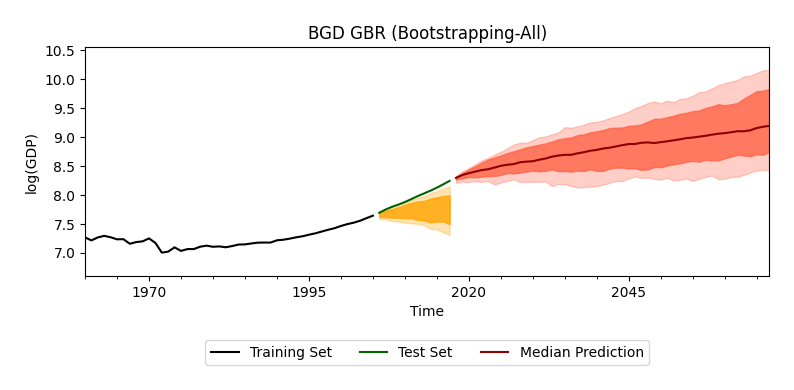 BGD GBR (Bootstrapping-All)
10.5
10.0
9.5
9.0
8.5
8.0
7.5
7.0
log(GDP)
1970 1995 2020 2045
Time
Training Set Test Set Median Prediction